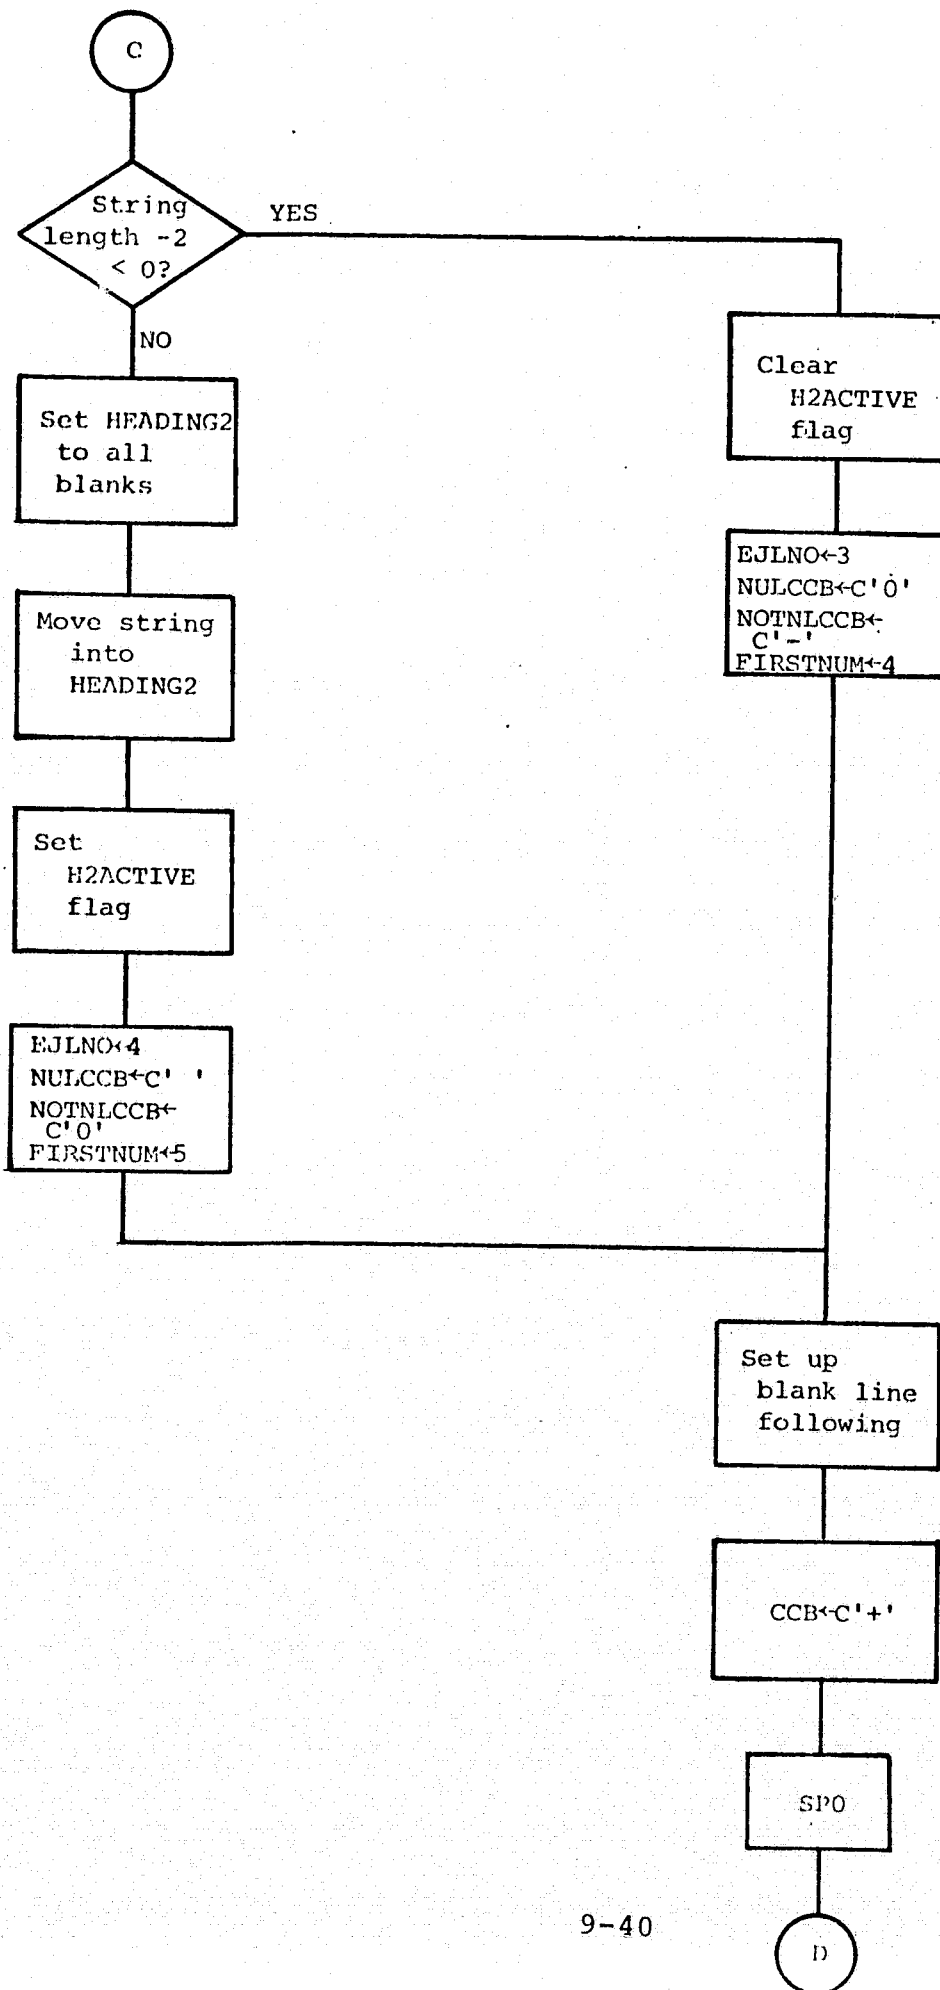 C
String
length -2
< 0?
YES
NO
Set HEADING2
to all
blanks
Move string
into
HEADING2
Set
H2ACTIVE
flag
EJLNO←4
NULCCB←C' '
NOTNLCCB←
C'0'
FIRSTNUM←5
Clear
H2ACTIVE
flag
EJLNO←3
NULCCB←C'0'
NOTNLCCB←
C'-'
FIRSTNUM←4
Set up
blank line
following
CCB←C'+'
SPO
D
9-40